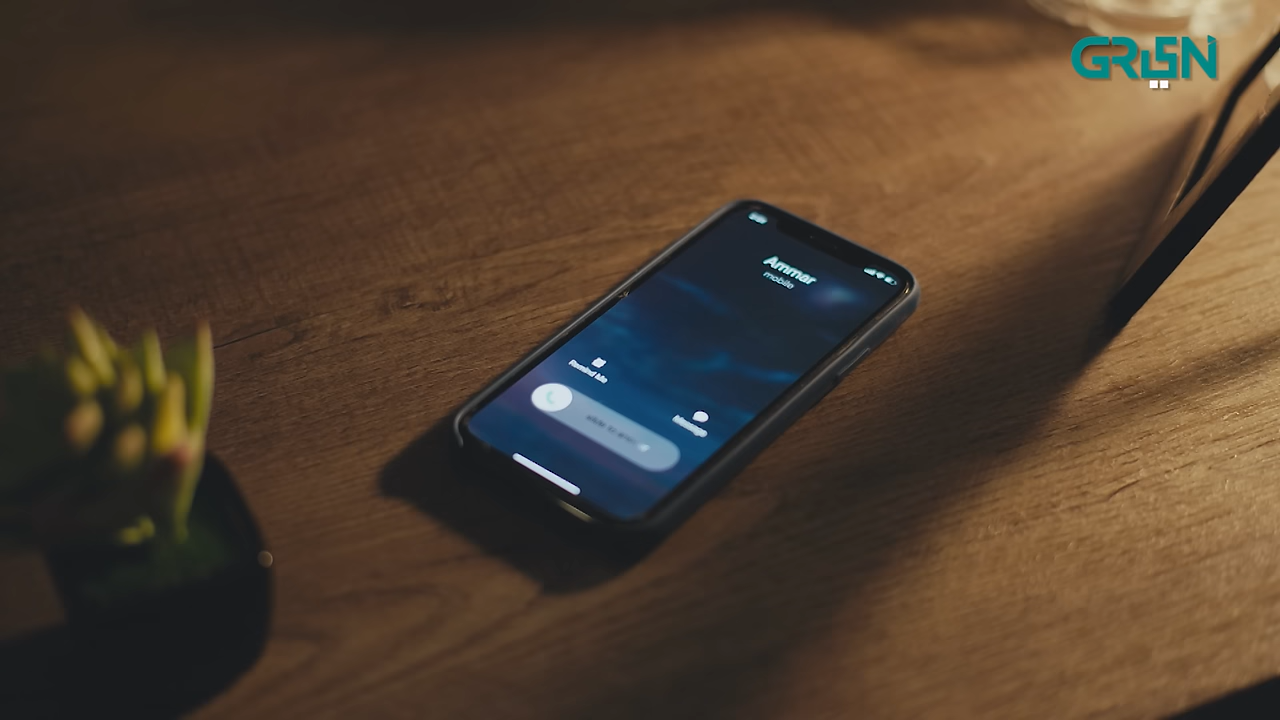 GREEN
Ammar
mobile
Remind Me
Message
slide to answer